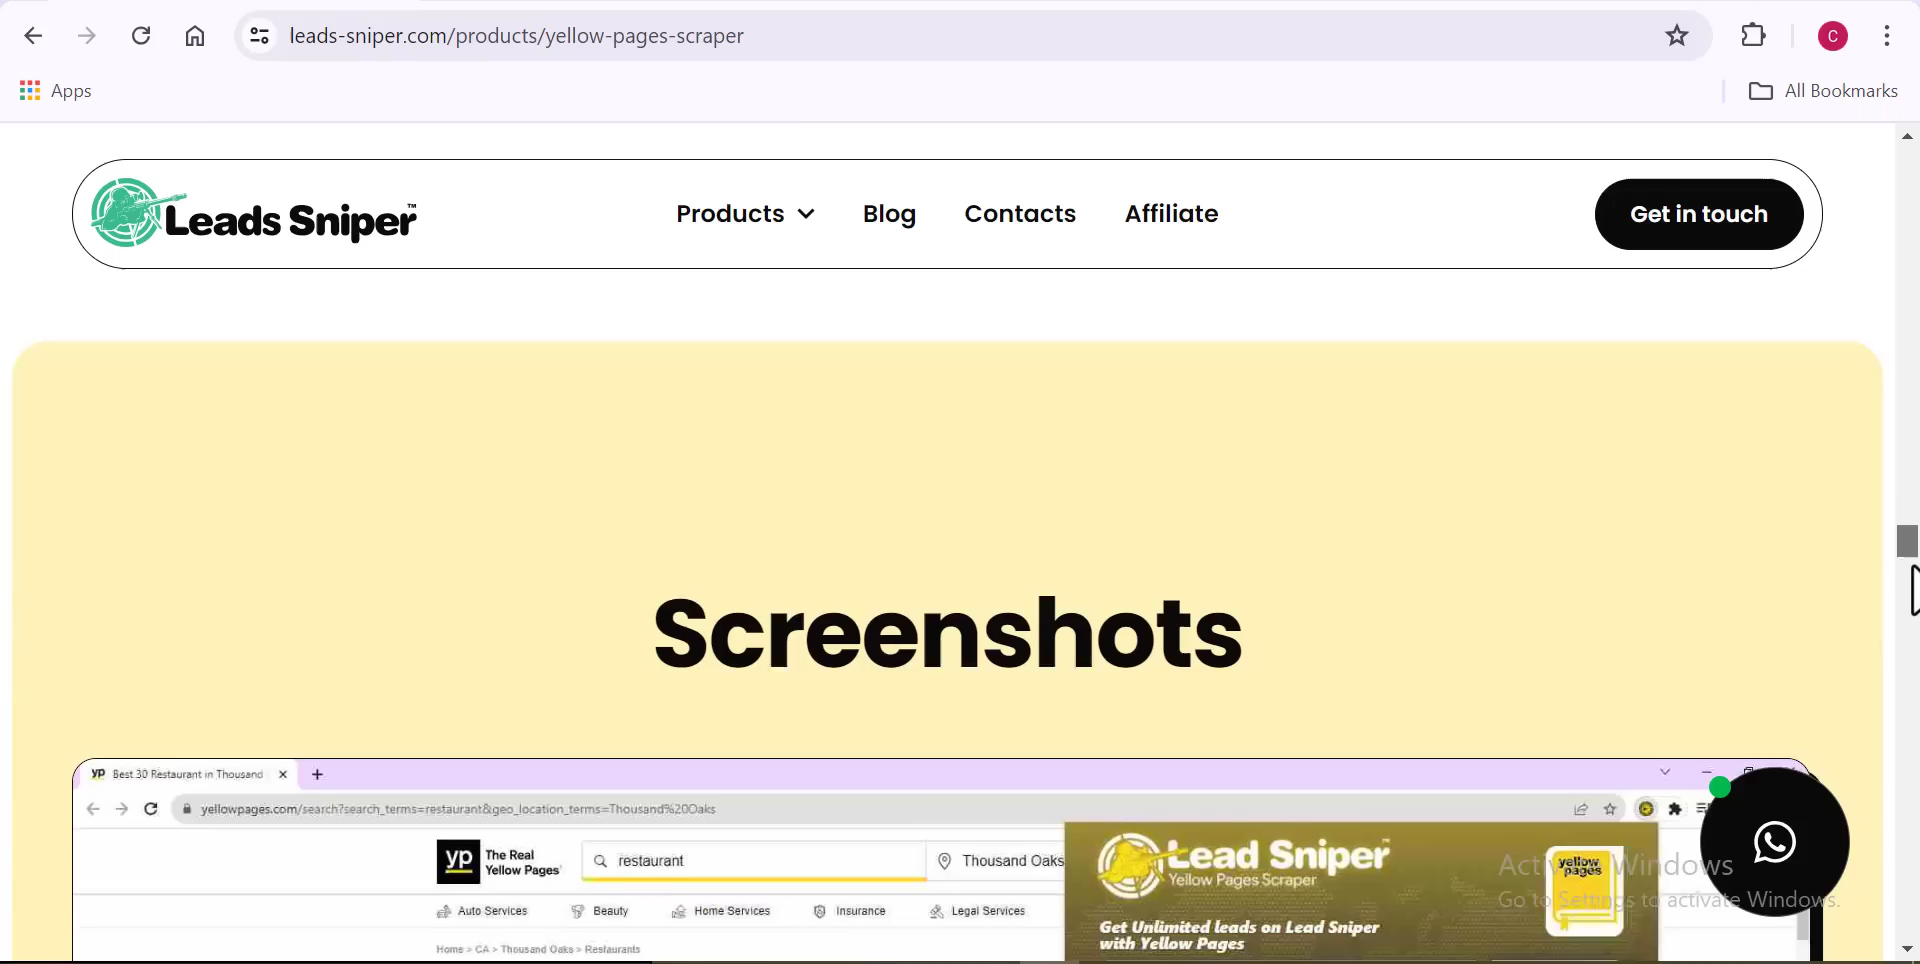 leads-sniper.com/products/yellow-pages-scraper
C
Apps
All Bookmarks
Leads Sniper™
Products
Blog
Contacts
Affiliate
Get in touch
Screenshots
yp Best 30 Restaurant in Thousand
yellowpages.com/search?search_terms=restaurant&geo_location_terms=Thousand%20Oaks
yp The Real
Yellow Pages
restaurant
Thousand Oaks
Auto Services
Beauty
Home Services
Insurance
Legal Services
Home > CA > Thousand Oaks > Restaurants
Lead Sniper™
Yellow Pages Scraper
yellow
pages
Get Unlimited leads on Lead Sniper
with Yellow Pages
Activate Windows
Go to Settings to activate Windows.